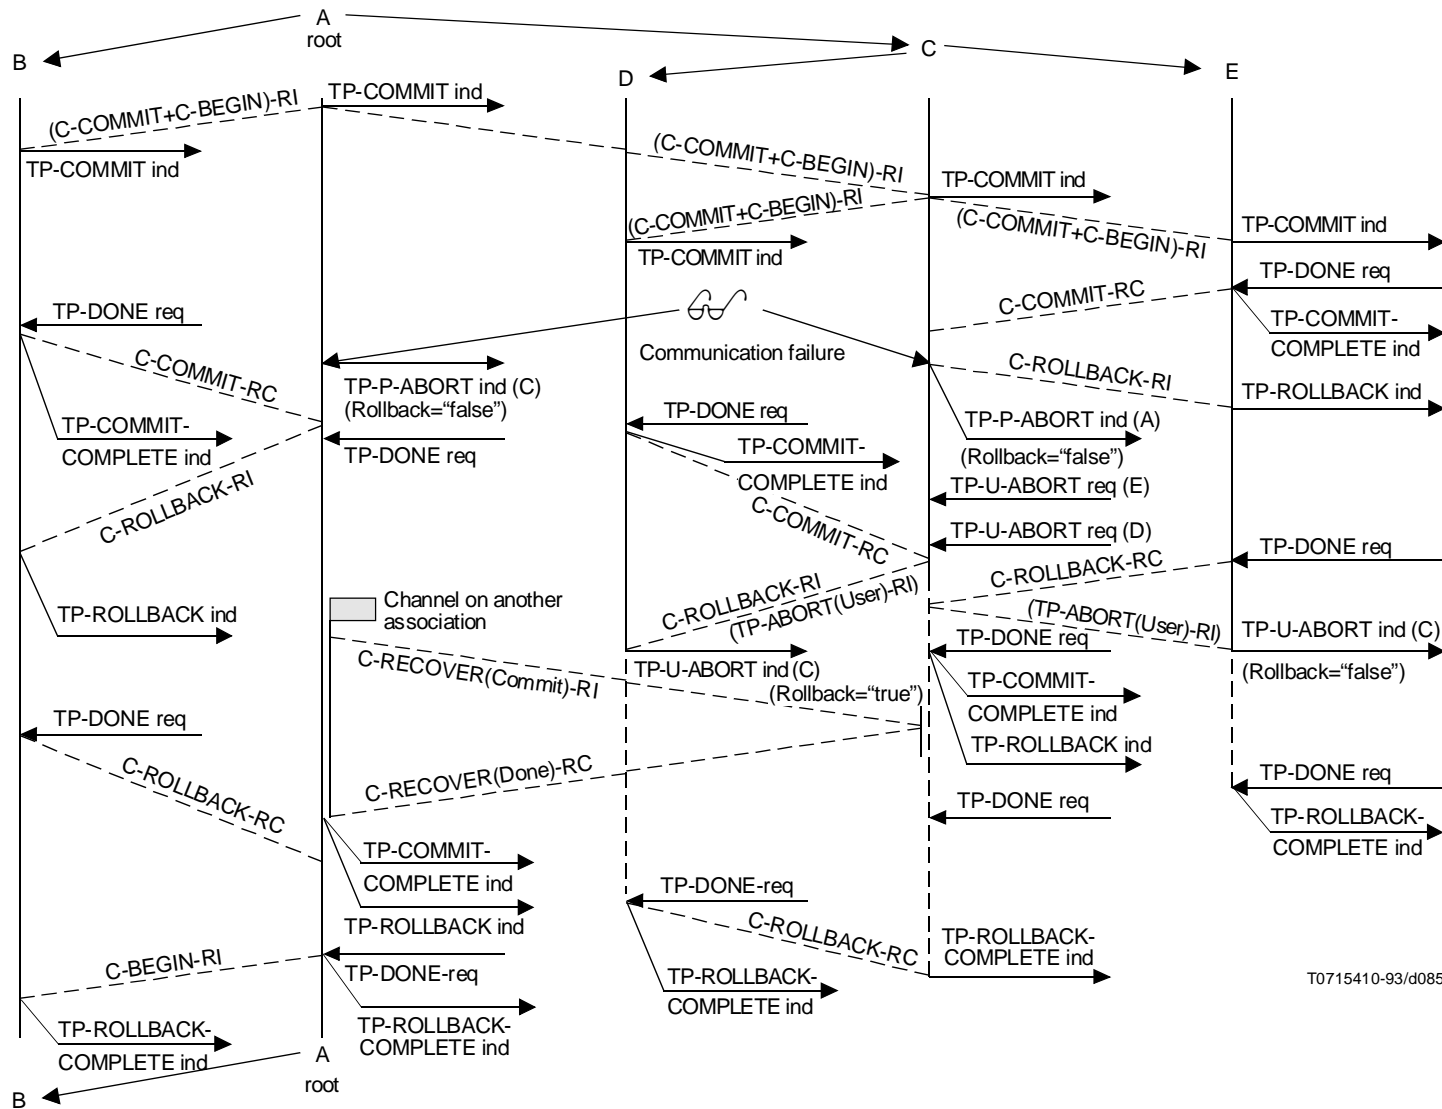 A
root
B
C
D
E
TP-COMMIT ind
(C-COMMIT+C-BEGIN)-RI
TP-COMMIT ind
(C-COMMIT+C-BEGIN)-RI
TP-COMMIT ind
(C-COMMIT+C-BEGIN)-RI
(C-COMMIT+C-BEGIN)-RI
TP-COMMIT ind
TP-COMMIT ind
TP-DONE req
C-COMMIT-RC
TP-DONE req
TP-COMMIT-
COMPLETE ind
Communication failure
C-COMMIT-RC
C-ROLLBACK-RI
TP-P-ABORT ind (C)
(Rollback=“false”)
TP-ROLLBACK ind
TP-DONE req
TP-P-ABORT ind (A)
(Rollback=“false”)
TP-COMMIT-
COMPLETE ind
TP-DONE req
TP-COMMIT-
COMPLETE ind
C-ROLLBACK-RI
TP-U-ABORT req (E)
C-COMMIT-RC
TP-U-ABORT req (D)
TP-DONE req
C-ROLLBACK-RC
C-ROLLBACK-RI
(TP-ABORT(User)-RI)
TP-ROLLBACK ind
Channel on another
association
(TP-ABORT(User)-RI)
TP-DONE req
TP-U-ABORT ind (C)
(Rollback=“false”)
C-RECOVER(Commit)-RI
TP-U-ABORT ind (C)
(Rollback=“true”)
TP-COMMIT-
COMPLETE ind
TP-DONE req
TP-ROLLBACK ind
C-ROLLBACK-RC
C-RECOVER(Done)-RC
TP-DONE req
TP-DONE req
TP-ROLLBACK-
COMPLETE ind
TP-COMMIT-
COMPLETE ind
TP-ROLLBACK ind
TP-DONE-req
C-ROLLBACK-RC
TP-ROLLBACK-
COMPLETE ind
C-BEGIN-RI
TP-DONE-req
TP-ROLLBACK-
COMPLETE ind
T0715410-93/d085
TP-ROLLBACK-
COMPLETE ind
TP-ROLLBACK-
COMPLETE ind
A
root
B